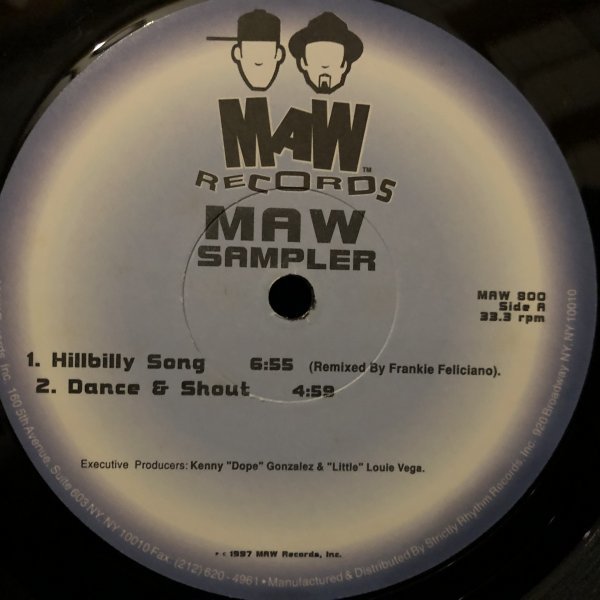 MAW
TM
RECORDS
MAW
SAMPLER
MAW 900
Side A
33.3 rpm
1. Hillbilly Song 6:55 (Remixed By Frankie Feliciano).
2. Dance & Shout 4:59
Executive Producers: Kenny "Dope" Gonzalez & "Little" Louie Vega.
• c 1997 MAW Records, Inc.
Records, Inc. 160 5th Avenue, Suite 603 NY, NY 10010 Fax: (212) 620 - 4961 • Manufactured & Distributed By Strictly Rhythm Records, Inc. 920 Broadway NY, NY 10010